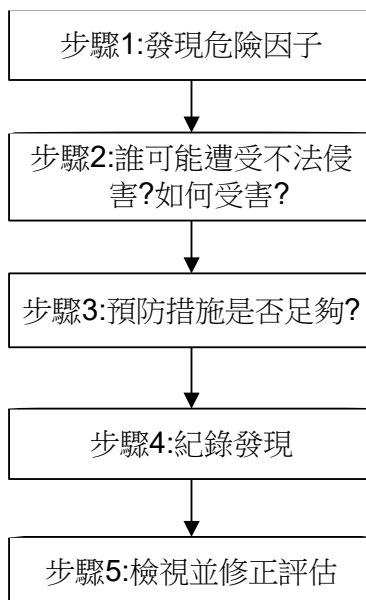 步驟1:發現危險因子
步驟2:誰可能遭受不法侵
害?如何受害?
步驟3:預防措施是否足夠?
步驟4:紀錄發現
步驟5:檢視並修正評估